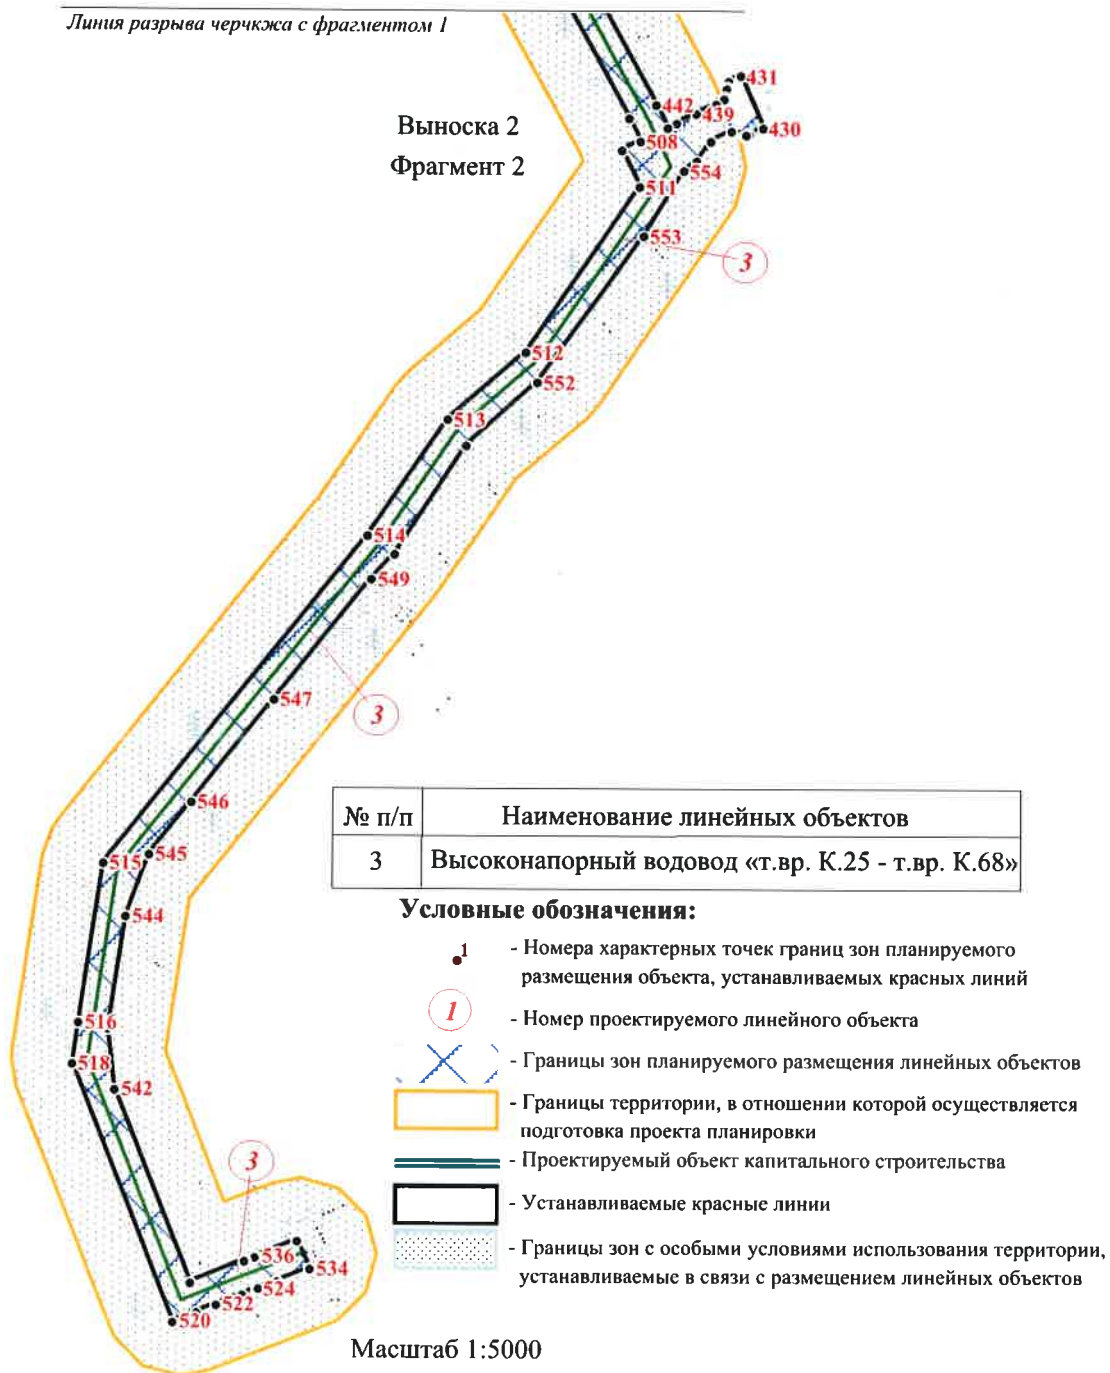 Линия разрыва черчкжа с фрагментом 1
Выноска 2
Фрагмент 2
431
442
439
430
508
554
511
553
3
512
552
513
514
549
547
3
546
545
515
544
516
518
542
3
536
534
524
522
520
№ п/п Наименование линейных объектов
3 Высоконапорный водовод «т.вр. К.25 - т.вр. К.68»
Условные обозначения:
1 - Номера характерных точек границ зон планируемого
размещения объекта, устанавливаемых красных линий
1 - Номер проектируемого линейного объекта
- Границы зон планируемого размещения линейных объектов
- Границы территории, в отношении которой осуществляется
подготовка проекта планировки
- Проектируемый объект капитального строительства
- Устанавливаемые красные линии
- Границы зон с особыми условиями использования территории,
устанавливаемые в связи с размещением линейных объектов
Масштаб 1:5000